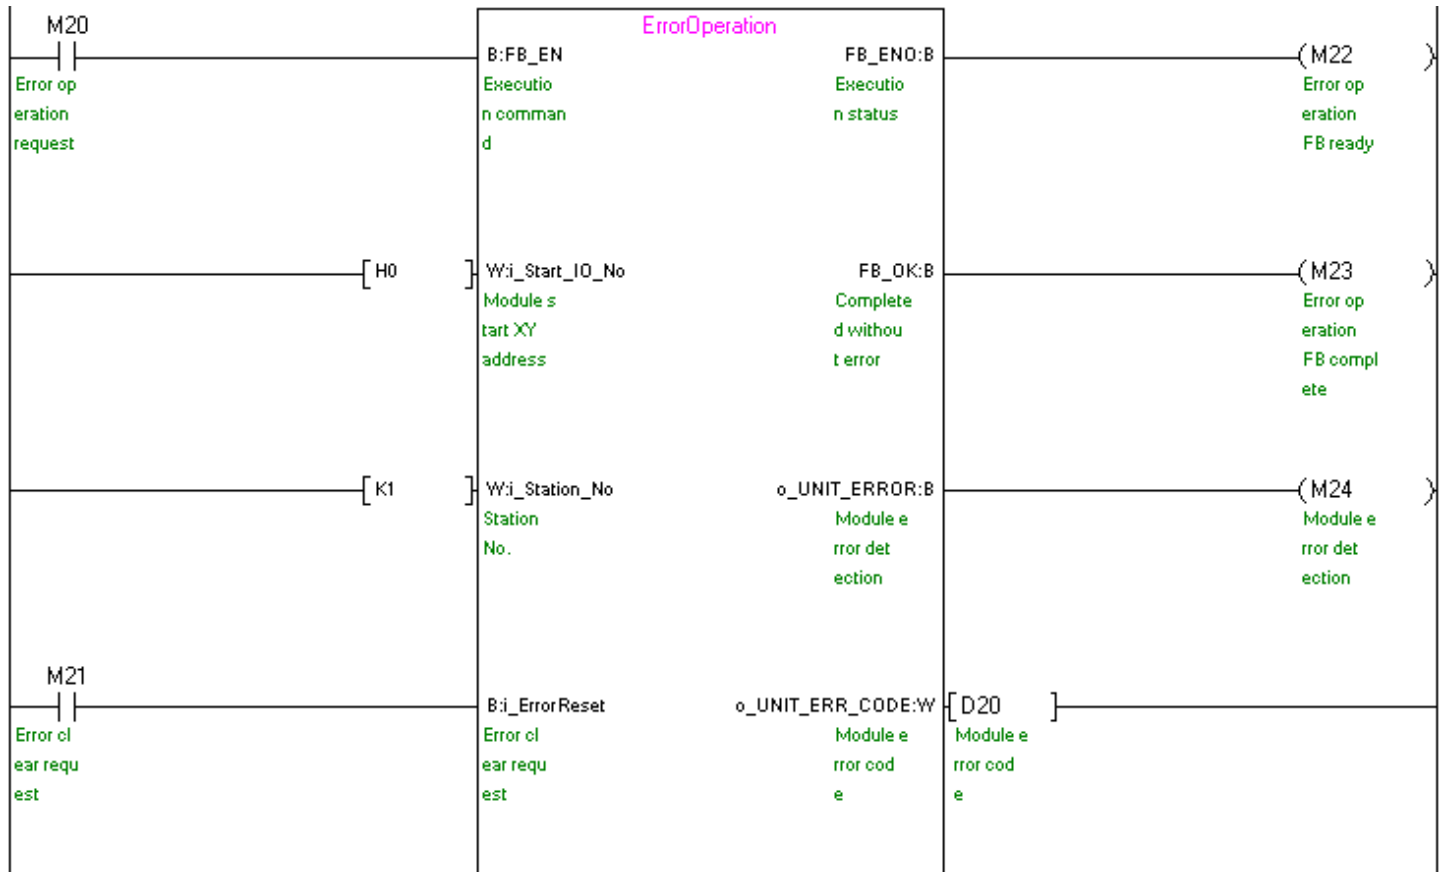 M20
ErrorOperation
B:FB_EN
FB_ENO:B
M22
Error op
eration
request
Executio
n comman
d
Executio
n status
Error op
eration
FB ready
H0
W:i_Start_IO_No
FB_OK:B
M23
Module s
tart XY
address
Complete
d withou
t error
Error op
eration
FB compl
ete
K1
W:i_Station_No
o_UNIT_ERROR:B
M24
Station
No.
Module e
rror det
ection
Module e
rror det
ection
M21
B:i_ErrorReset
o_UNIT_ERR_CODE:W
D20
Error cl
ear requ
est
Error cl
ear requ
est
Module e
rror cod
e
Module e
rror cod
e